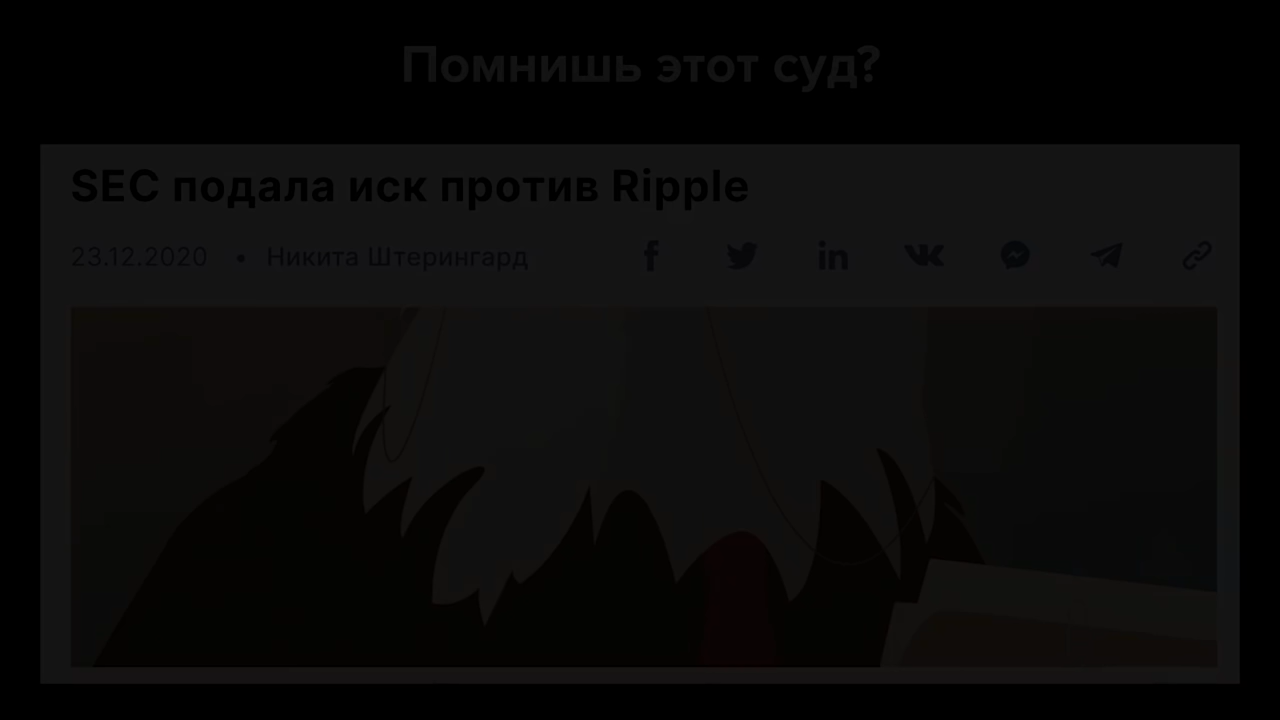 Помнишь этот суд?
SEC подала иск против Ripple
23.12.2020 • Никита Штерингард